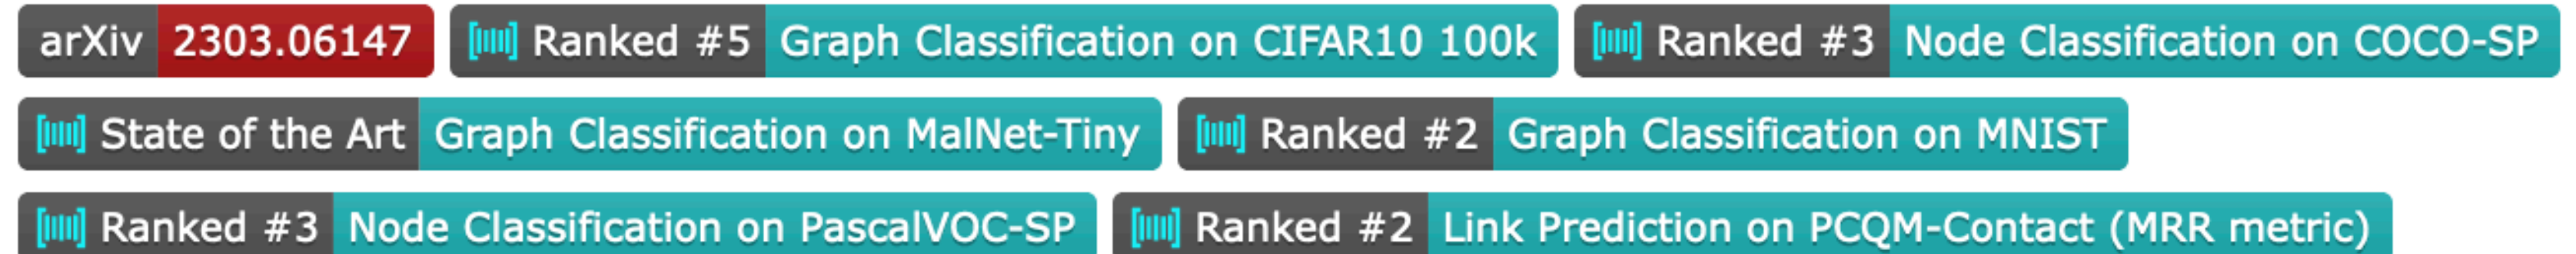 arXiv 2303.06147 Ranked #5 Graph Classification on CIFAR10 100k Ranked #3 Node Classification on COCO-SP
State of the Art Graph Classification on MalNet-Tiny Ranked #2 Graph Classification on MNIST
Ranked #3 Node Classification on PascalVOC-SP Ranked #2 Link Prediction on PCQM-Contact (MRR metric)